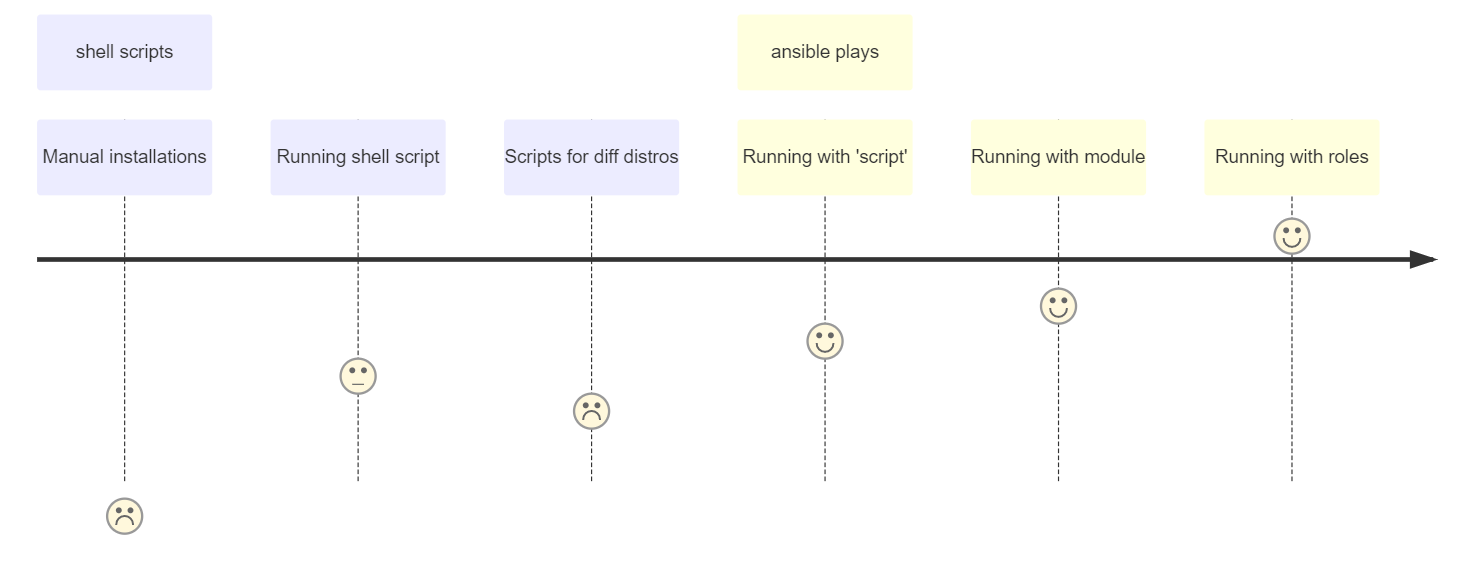 shell scripts
ansible plays
Manual installations
Running shell script
Scripts for diff distros
Running with 'script'
Running with module
Running with roles